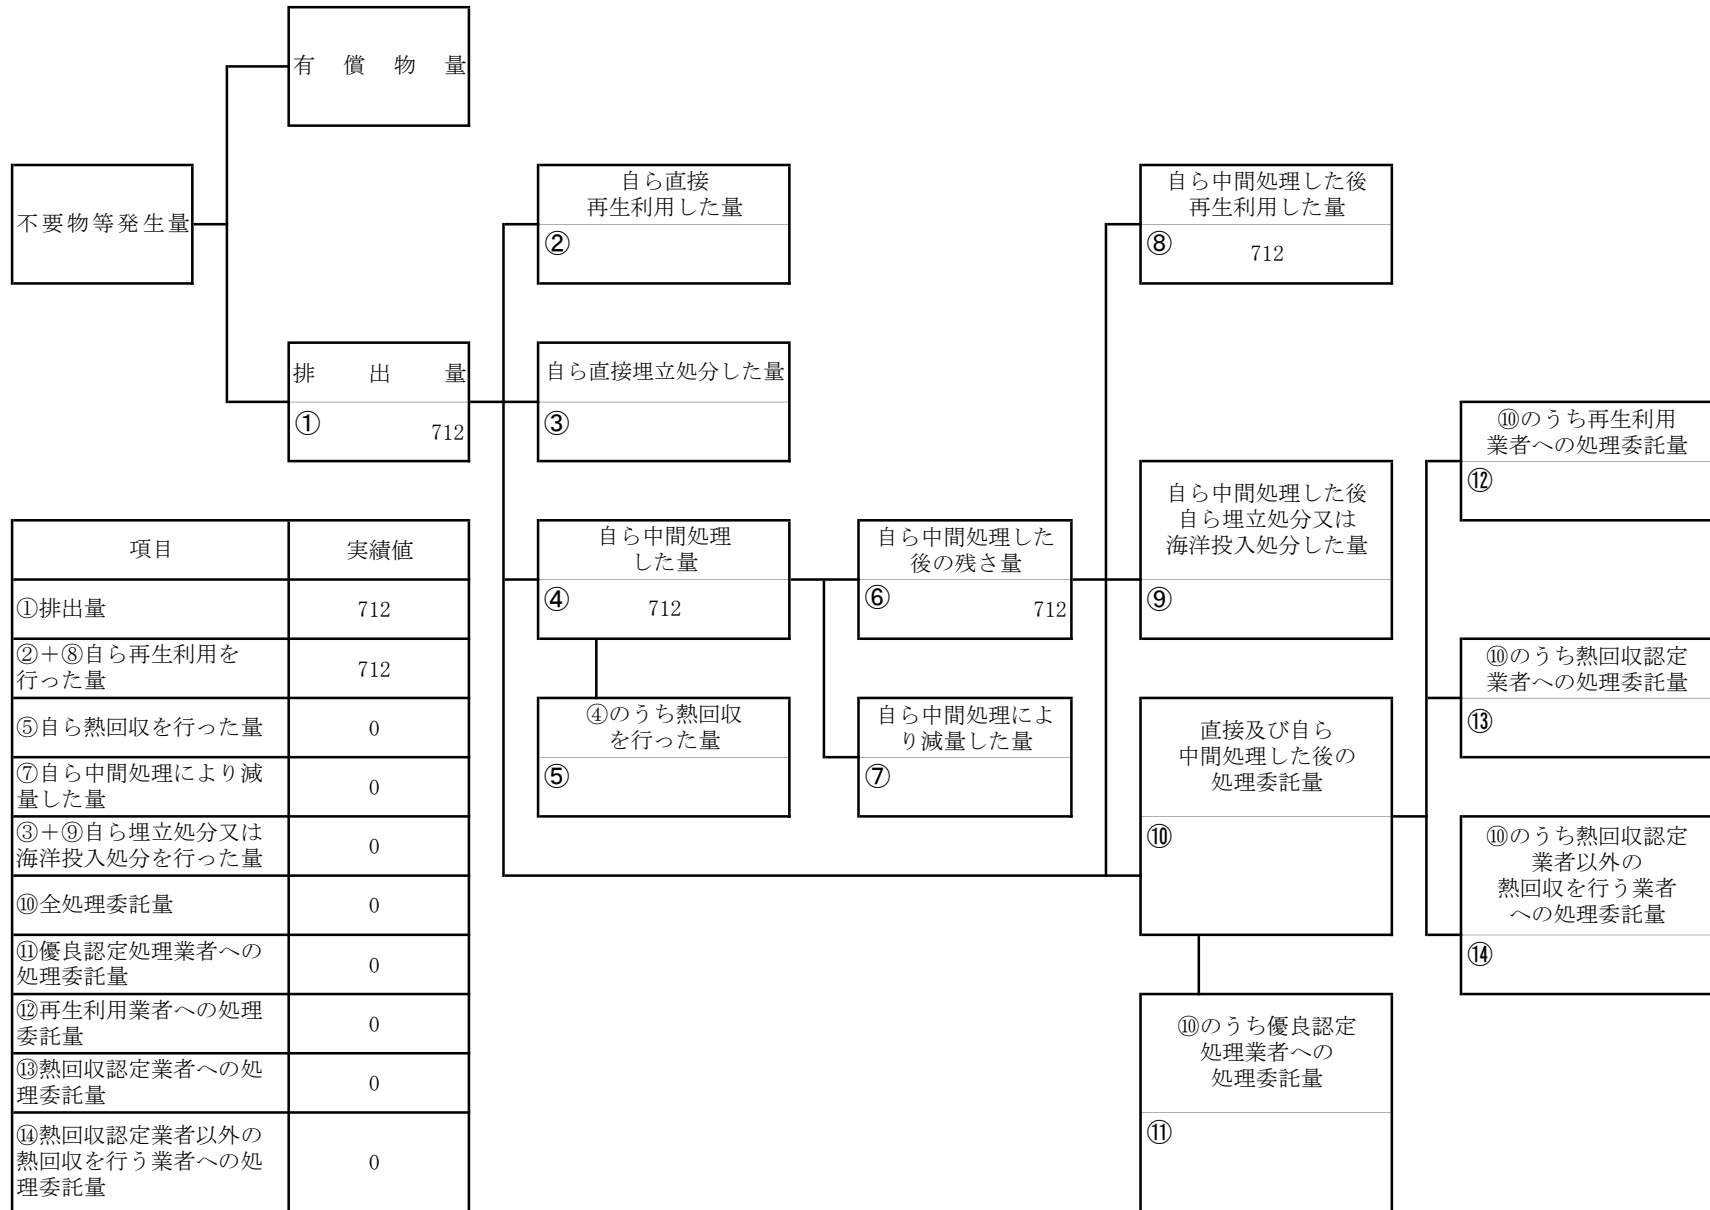 有償物量
不要物等発生量
自ら直接
再生利用した量
②
自ら中間処理した後
再生利用した量
⑧ 712
排出量
① 712
自ら直接埋立処分した量
③
⑩のうち再生利用
業者への処理委託量
⑫
自ら中間処理した後
自ら埋立処分又は
海洋投入処分した量
⑨
自ら中間処理
した量
④ 712
自ら中間処理した
後の残さ量
⑥ 712
⑩のうち熱回収認定
業者への処理委託量
⑬
④のうち熱回収
を行った量
⑤
自ら中間処理によ
り減量した量
⑦
直接及び自ら
中間処理した後の
処理委託量
⑩
⑩のうち熱回収認定
業者以外の
熱回収を行う業者
への処理委託量
⑭
⑩のうち優良認定
処理業者への
処理委託量
⑪
項目 実績値
①排出量 712
②+⑧自ら再生利用を
行った量 712
⑤自ら熱回収を行った量 0
⑦自ら中間処理により減
量した量 0
③+⑨自ら埋立処分又は
海洋投入処分を行った量 0
⑩全処理委託量 0
⑪優良認定処理業者への
処理委託量 0
⑫再生利用業者への処理
委託量 0
⑬熱回収認定業者への処
理委託量 0
⑭熱回収認定業者以外の
熱回収を行う業者への処
理委託量 0